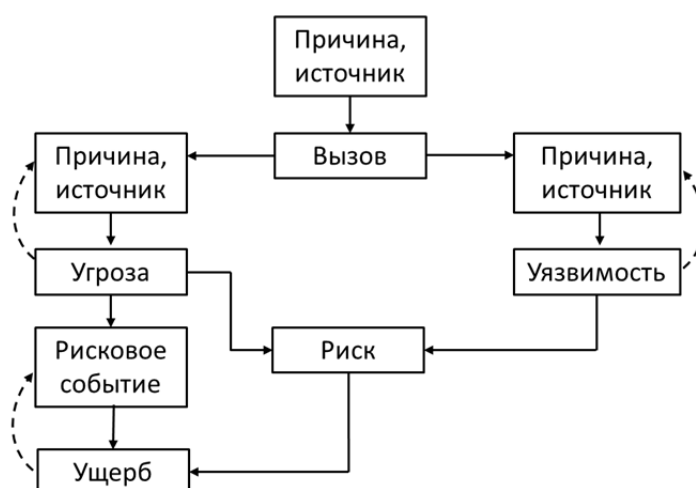 Причина,
источник
Вызов
Причина,
источник
Причина,
источник
Угроза
Уязвимость
Рисковое
событие
Риск
Ущерб